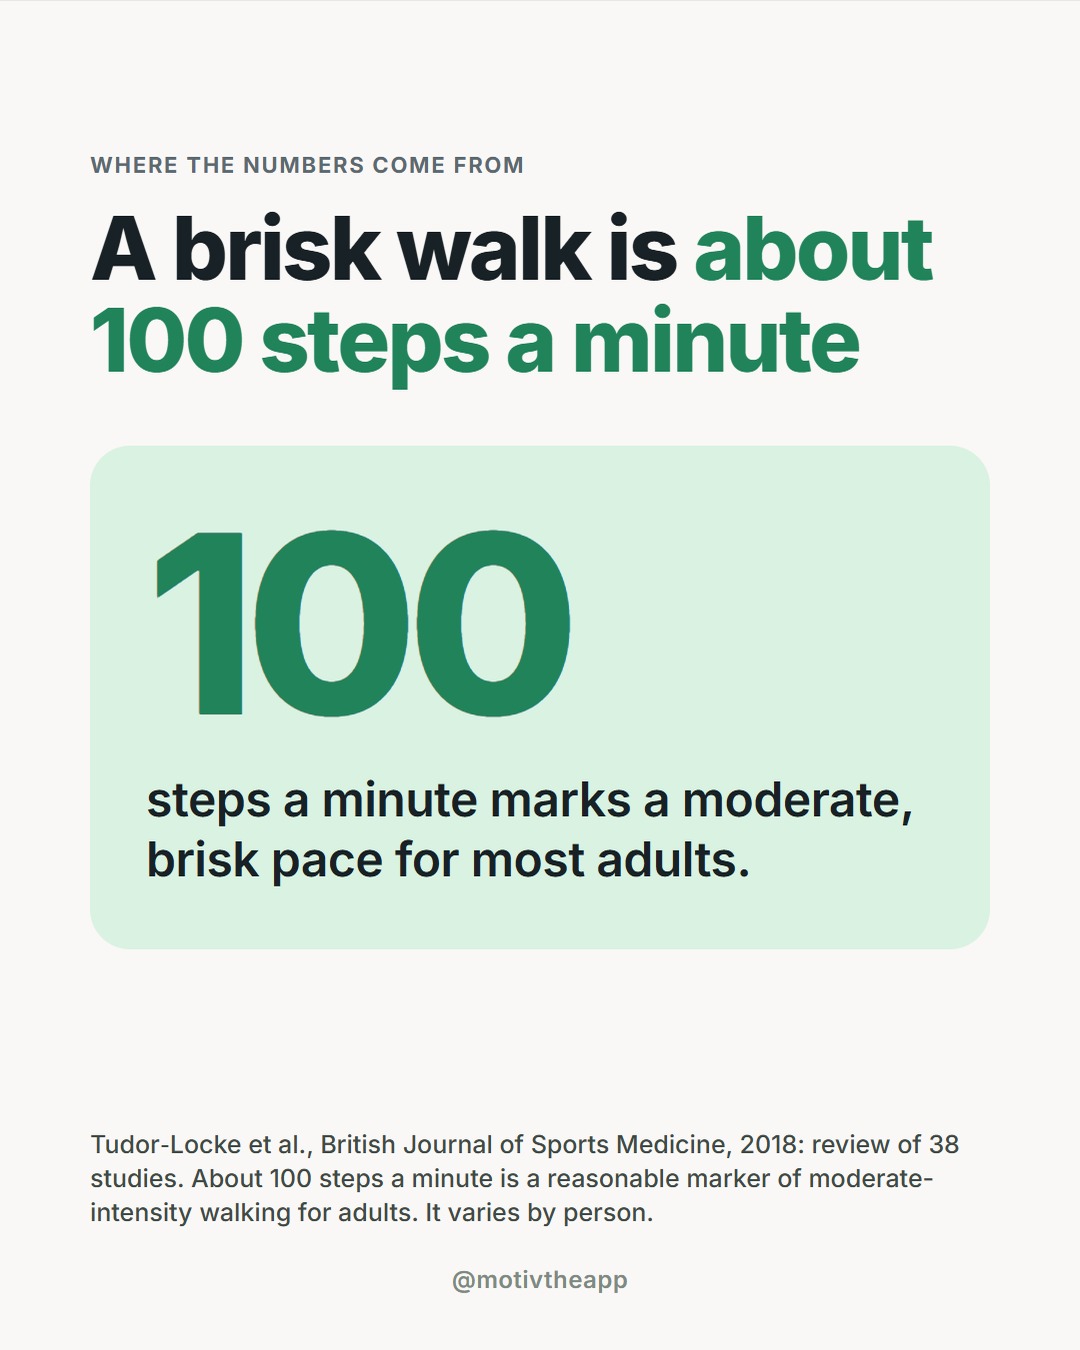 WHERE THE NUMBERS COME FROM
A brisk walk is about
100 steps a minute
100
steps a minute marks a moderate,
brisk pace for most adults.
Tudor-Locke et al., British Journal of Sports Medicine, 2018: review of 38
studies. About 100 steps a minute is a reasonable marker of moderate-
intensity walking for adults. It varies by person.
@motivtheapp